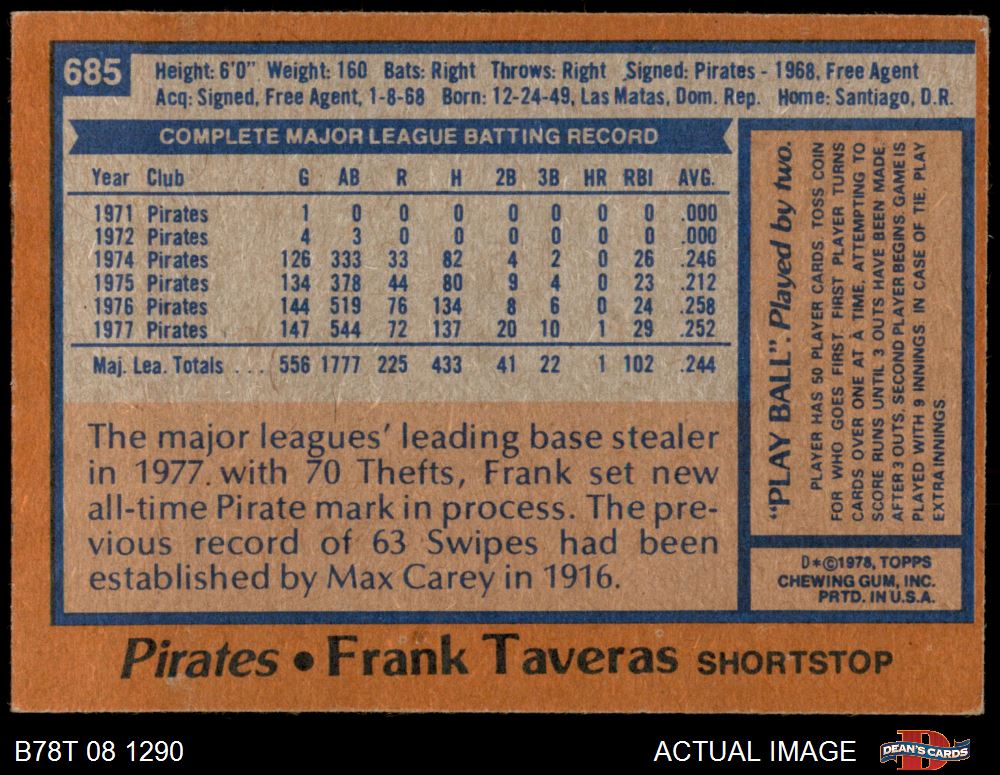 685
Height: 6'0" Weight: 160 Bats: Right Throws: Right Signed: Pirates - 1968, Free Agent
Acq: Signed, Free Agent, 1-8-68 Born: 12-24-49, Las Matas, Dom. Rep. Home: Santiago, D.R.
COMPLETE MAJOR LEAGUE BATTING RECORD
Year Club G AB R H 2B 3B HR RBI AVG.
1971 Pirates 1 0 0 0 0 0 0 0 .000
1972 Pirates 4 3 0 0 0 0 0 0 .000
1974 Pirates 126 333 33 82 4 2 0 26 .246
1975 Pirates 134 378 44 80 9 4 0 23 .212
1976 Pirates 144 519 76 134 8 6 0 24 .258
1977 Pirates 147 544 72 137 20 10 1 29 .252
Maj. Lea. Totals . . . 556 1777 225 433 41 22 1 102 .244
The major leagues' leading base stealer
in 1977 with 70 Thefts, Frank set new
all-time Pirate mark in process. The pre-
vious record of 63 Swipes had been
established by Max Carey in 1916.
"PLAY BALL". Played by two.
PLAYER HAS 50 PLAYER CARDS. TOSS COIN
FOR WHO GOES FIRST. FIRST PLAYER TURNS
CARDS OVER ONE AT A TIME, ATTEMPTING TO
SCORE RUNS UNTIL 3 OUTS HAVE BEEN MADE.
AFTER 3 OUTS, SECOND PLAYER BEGINS. GAME IS
PLAYED WITH 9 INNINGS. IN CASE OF TIE, PLAY
EXTRA INNINGS.
D*©1978, TOPPS
CHEWING GUM, INC.
PRTD. IN U.S.A.
Pirates • Frank Taveras SHORTSTOP
B78T 08 1290
ACTUAL IMAGE
D
DEAN'S CARDS